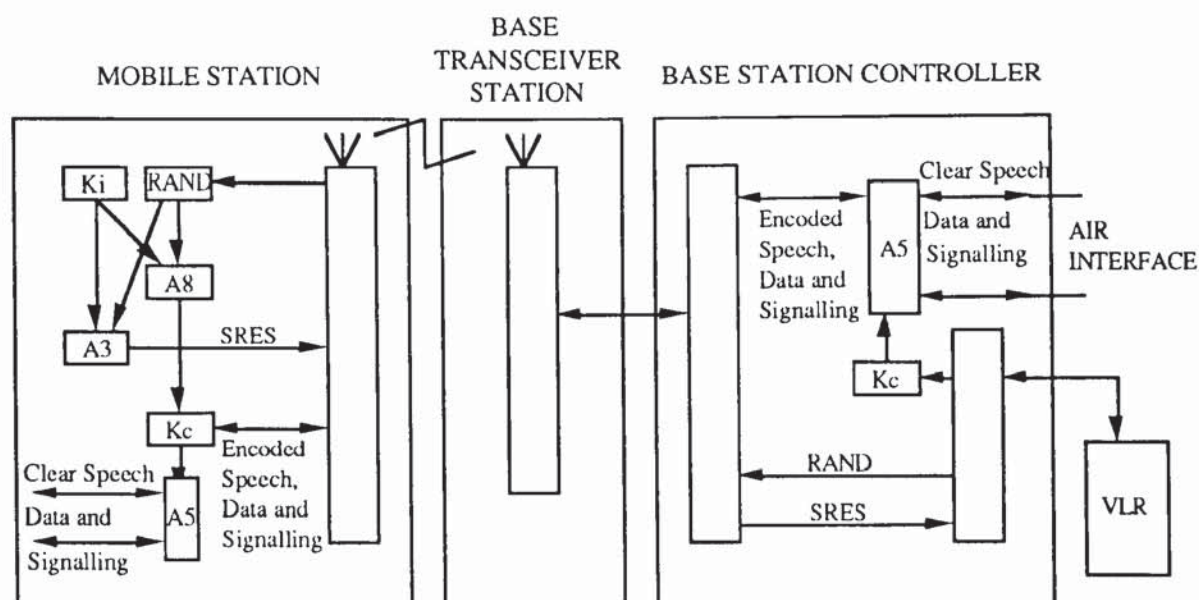 BASE
TRANSCEIVER
STATION
MOBILE STATION
BASE STATION CONTROLLER
Ki
RAND
A8
A3
SRES
Kc
Encoded
Speech,
Data and
Signalling
Clear Speech
Data and
Signalling
A5
Encoded
Speech,
Data and
Signalling
A5
Clear Speech
Data and
Signalling
AIR
INTERFACE
Kc
RAND
SRES
VLR